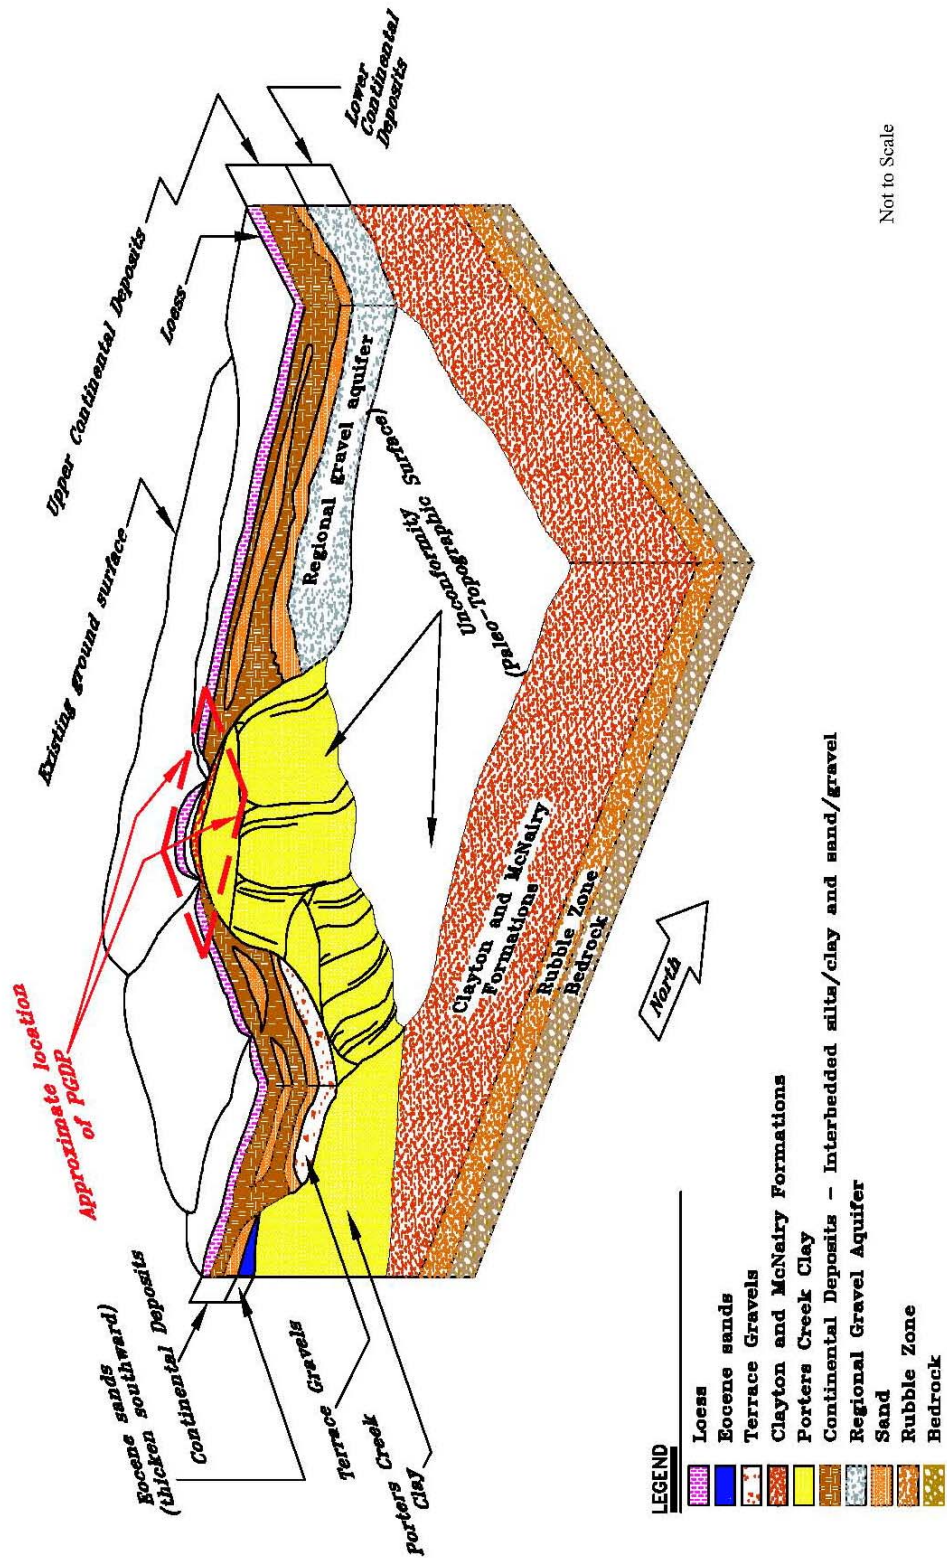 Existing ground surface
Upper Continental Deposits
Loess
Lower
Continental
Deposits
Approximate location
of PGDP
Eocene sands
(thicken southward)
Continental Deposits
Terrace Gravels
Porters Creek
Clay
Regional gravel aquifer
Unconformity
(Paleo-Topographic Surface)
Clayton and McNairy
Formations
Rubble Zone
Bedrock
North
LEGEND
Loess
Eocene sands
Terrace Gravels
Clayton and McNairy Formations
Porters Creek Clay
Continental Deposits - Interbedded silts/clay and sand/gravel
Regional Gravel Aquifer
Sand
Rubble Zone
Bedrock
Not to Scale